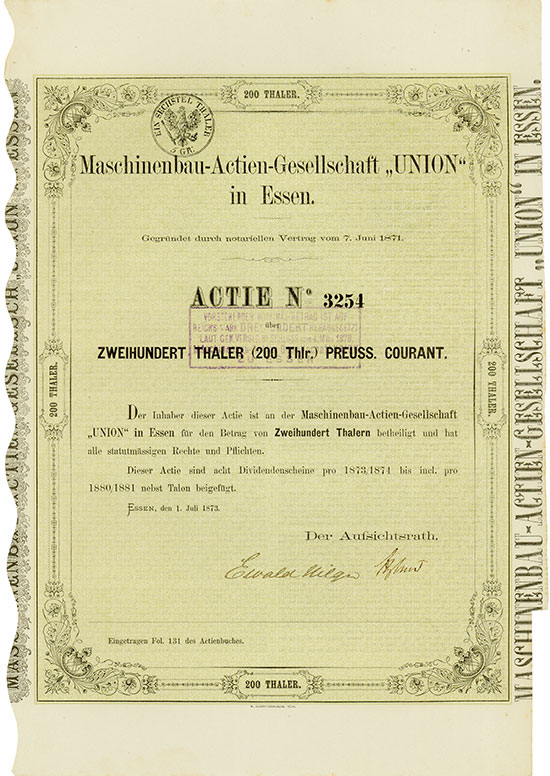 200 THALER.
EIN SECHSTEL THALER
5 GR.
Maschinenbau-Actien-Gesellschaft „UNION“
in Essen.
Gegründet durch notariellen Vertrag vom 7. Juni 1871.
ACTIE No. 3254
über
ZWEIHUNDERT THALER (200 Thlr.) PREUSS. COURANT.
Der Inhaber dieser Actie ist an der Maschinenbau-Actien-Gesellschaft
„UNION“ in Essen für den Betrag von Zweihundert Thalern betheiligt und hat
alle statutmässigen Rechte und Pflichten.
Dieser Actie sind acht Dividendenscheine pro 1873/1874 bis incl. pro
1880/1881 nebst Talon beigefügt.
Essen, den 1. Juli 1873.
Der Aufsichtsrath.
Ewald Hilger
Eingetragen Fol. 131 des Actienbuches.
200 THALER.
200 THALER.
200 THALER.
MASCHINENBAU-ACTIEN-GESELLSCHAFT „UNION“ IN ESSEN.